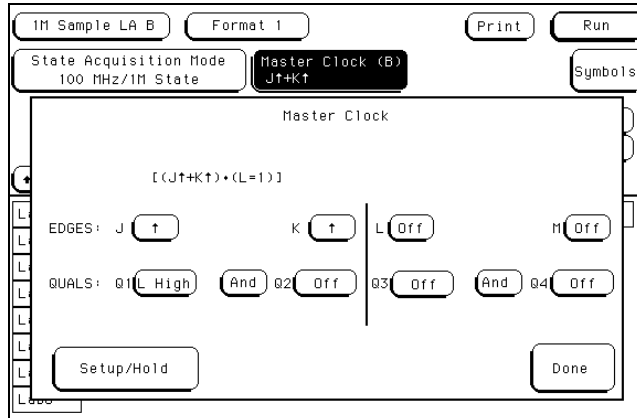 1M Sample LA B Format 1 Print Run
State Acquisition Mode
100 MHz/1M State
Master Clock (B)
J↑+K↑
Symbols
Master Clock
[(J↑+K↑)•(L=1)]
EDGES: J ↑ K ↑ L Off M Off
QUALS: Q1 L High And Q2 Off Q3 Off And Q4 Off
Setup/Hold Done